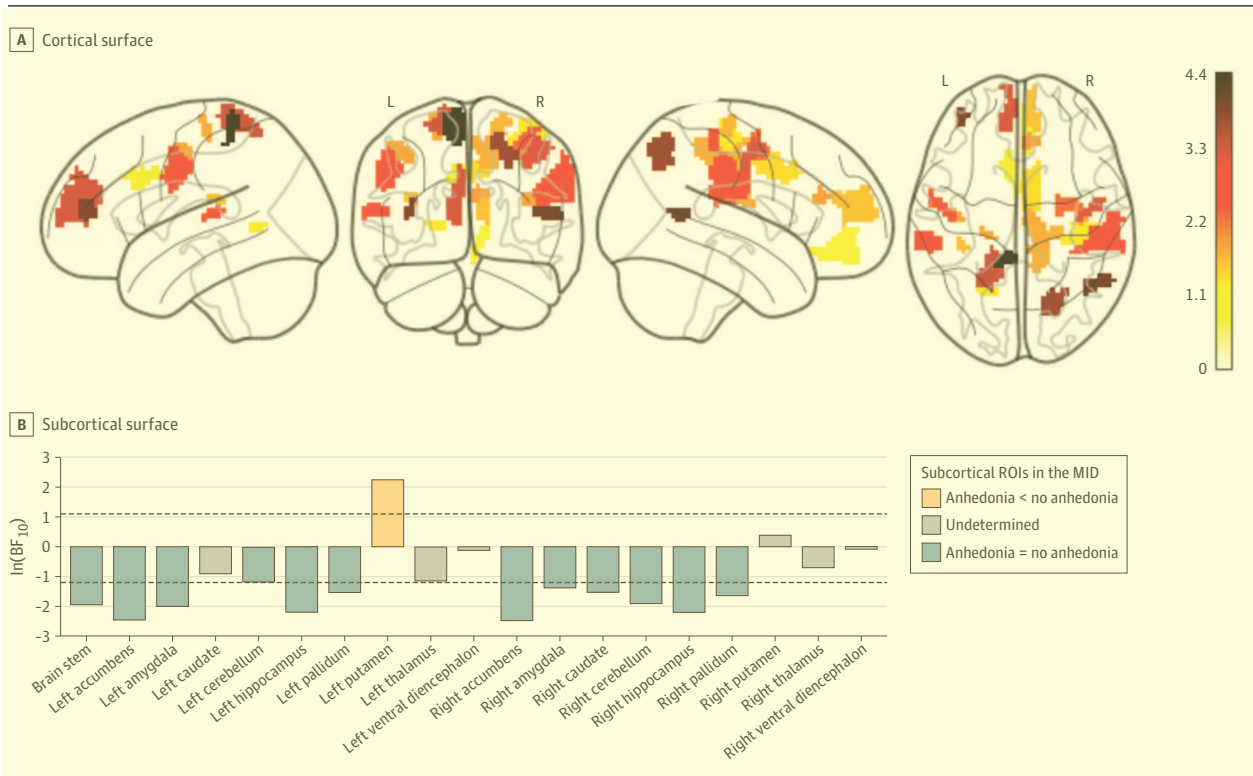 A Cortical surface
L R L R
4.4
3.3
2.2
1.1
0
B Subcortical surface
3
2
1
0
-1
-2
-3
ln(BF10)
Brain stem
Left accumbens
Left amygdala
Left caudate
Left cerebellum
Left hippocampus
Left pallidum
Left putamen
Left thalamus
Left ventral diencephalon
Right accumbens
Right amygdala
Right caudate
Right cerebellum
Right hippocampus
Right pallidum
Right putamen
Right thalamus
Right ventral diencephalon
Subcortical ROIs in the MID
Anhedonia < no anhedonia
Undetermined
Anhedonia = no anhedonia